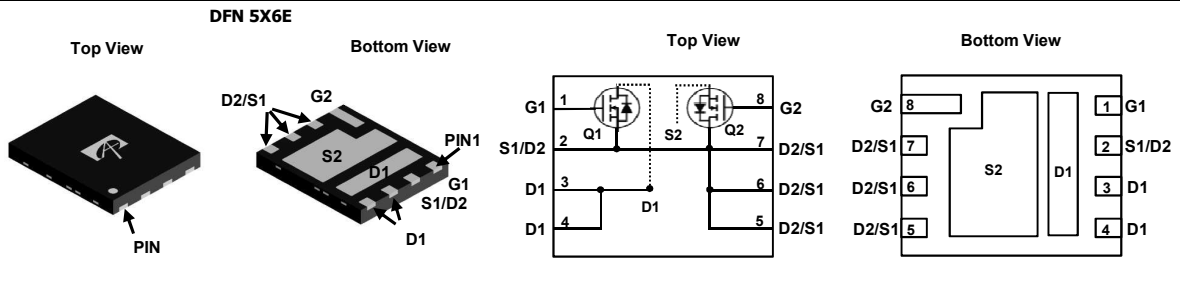 DFN 5X6E
Top View
Bottom View
Top View
Bottom View
D2/S1
G2
S2
D1
PIN1
G1
S1/D2
D1
PIN
G1
1
Q1
S2
Q2
8
G2
S1/D2
2
7
D2/S1
D1
3
D1
6
D2/S1
D1
4
5
D2/S1
G2
8
1
G1
D2/S1
7
2
S1/D2
S2
D1
D2/S1
6
3
D1
D2/S1
5
4
D1